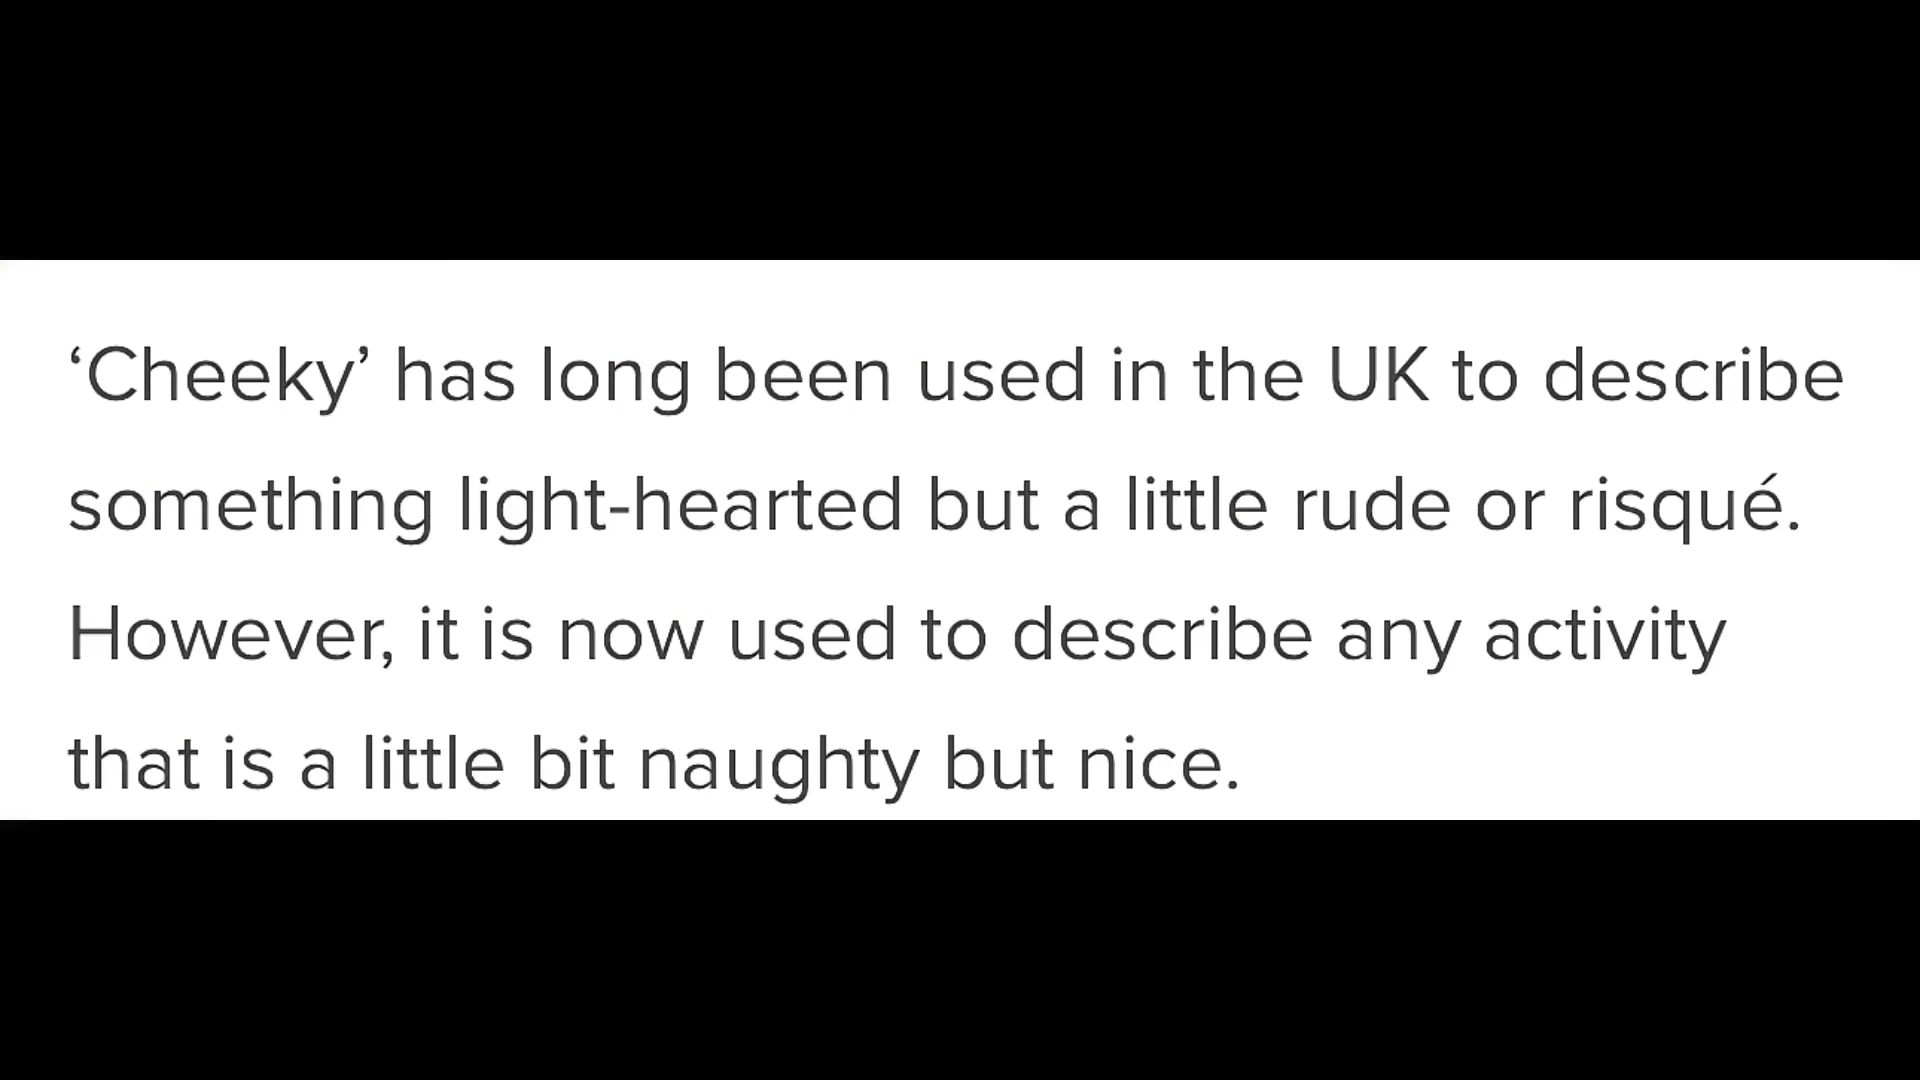 ‘Cheeky’ has long been used in the UK to describe
something light-hearted but a little rude or risqué.
However, it is now used to describe any activity
that is a little bit naughty but nice.